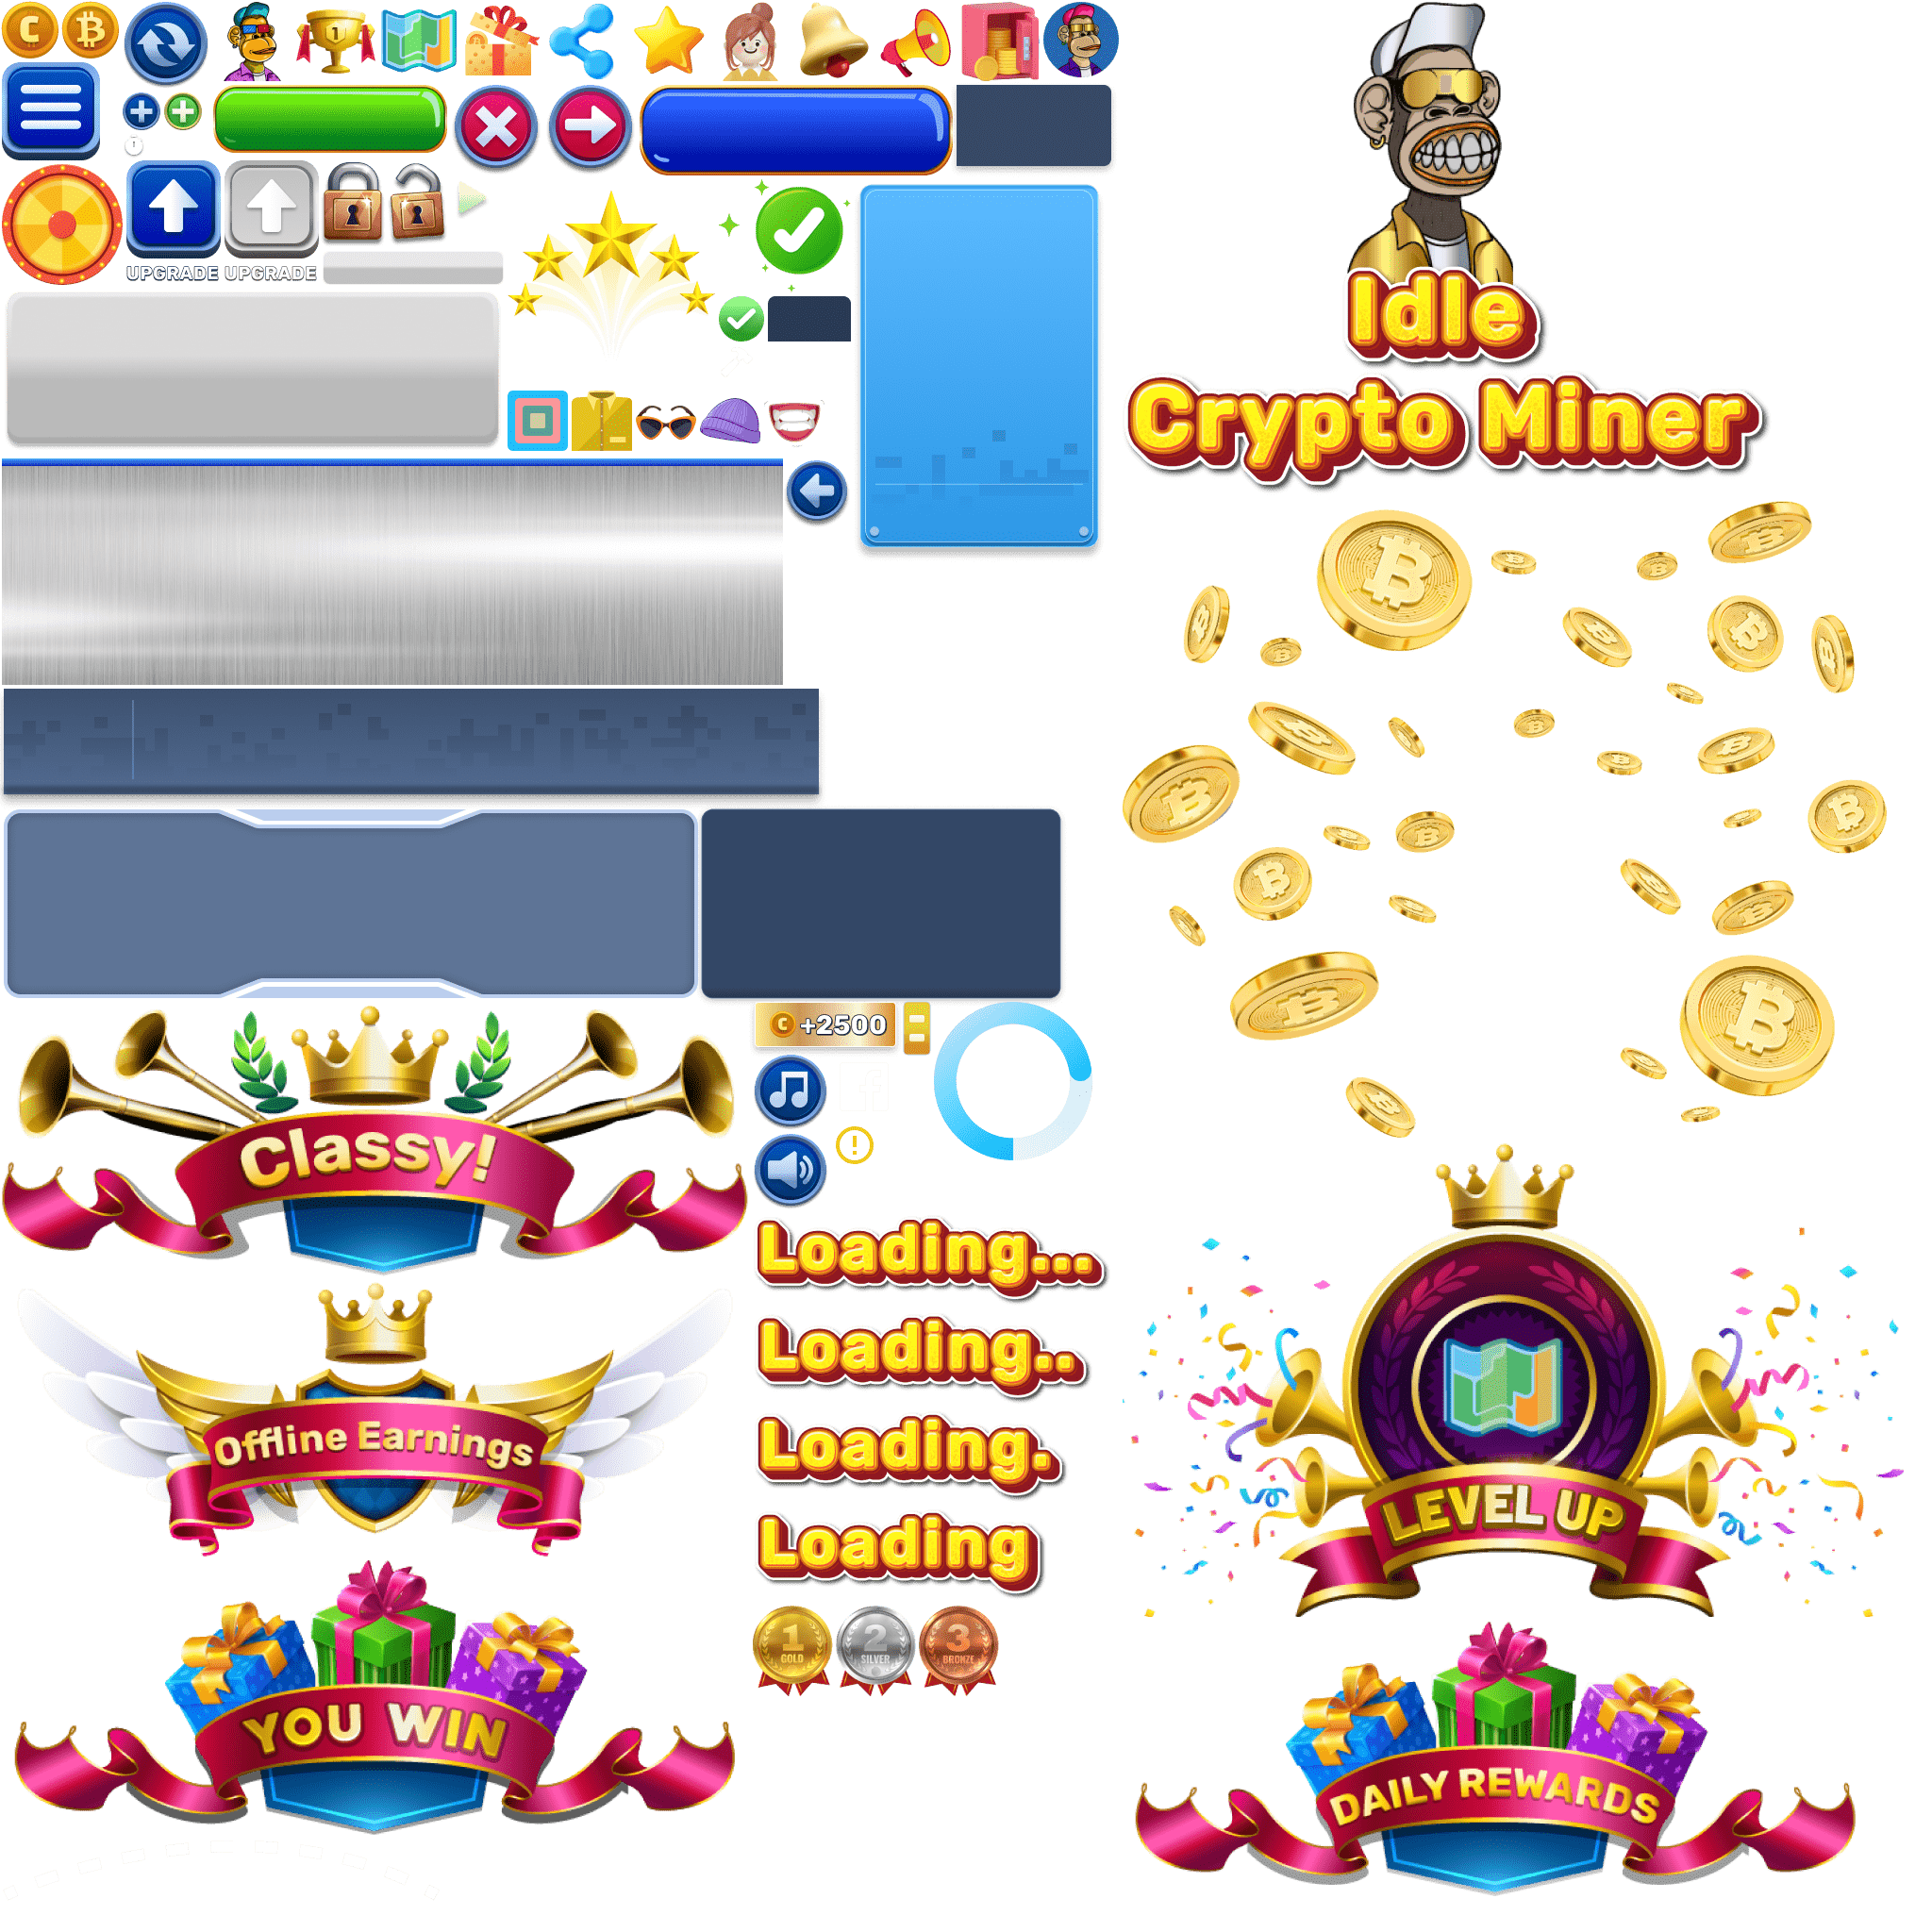 1
UPGRADE UPGRADE
Idle
Crypto Miner
C +2500
Classy!
Loading...
Loading..
Loading.
Loading
Offline Earnings
LEVEL UP
1
GOLD
2
SILVER
3
BRONZE
YOU WIN
DAILY REWARDS